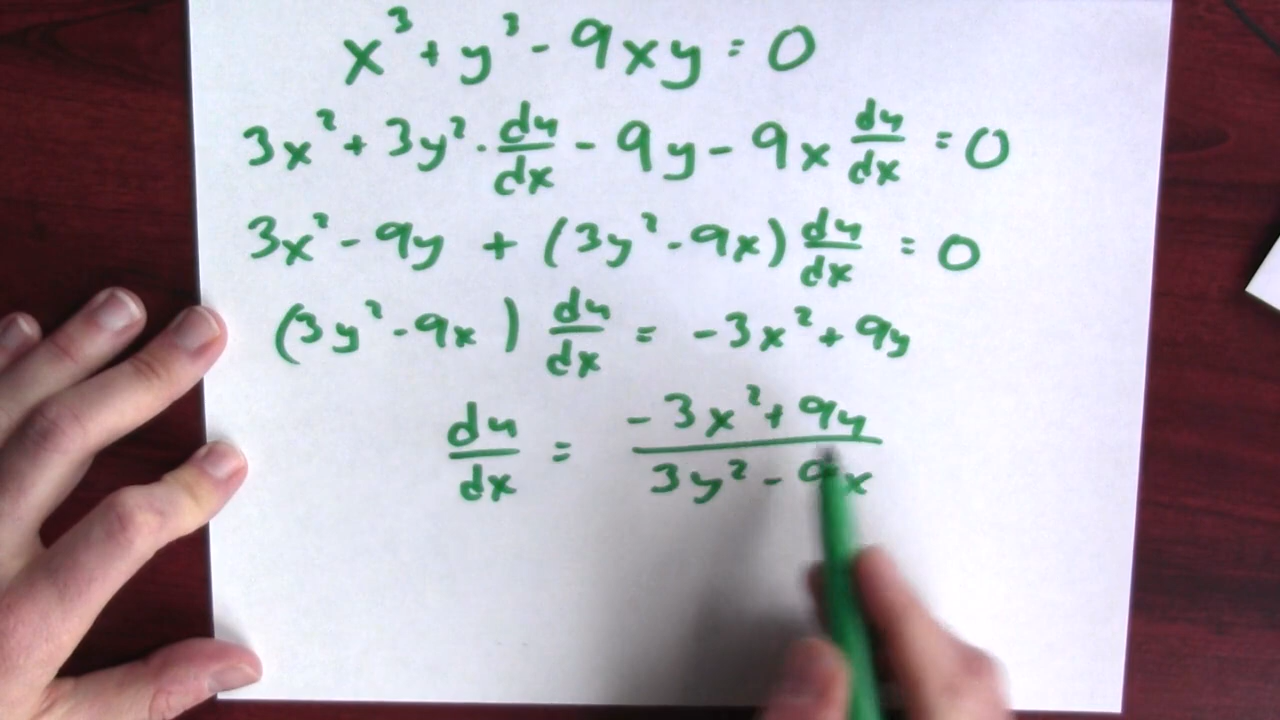 x³ + y³ - 9xy = 0
3x² + 3y² · dy/dx - 9y - 9x dy/dx = 0
3x² - 9y + (3y² - 9x) dy/dx = 0
(3y² - 9x) dy/dx = -3x² + 9y
dy/dx = (-3x² + 9y)/(3y² - 9x)